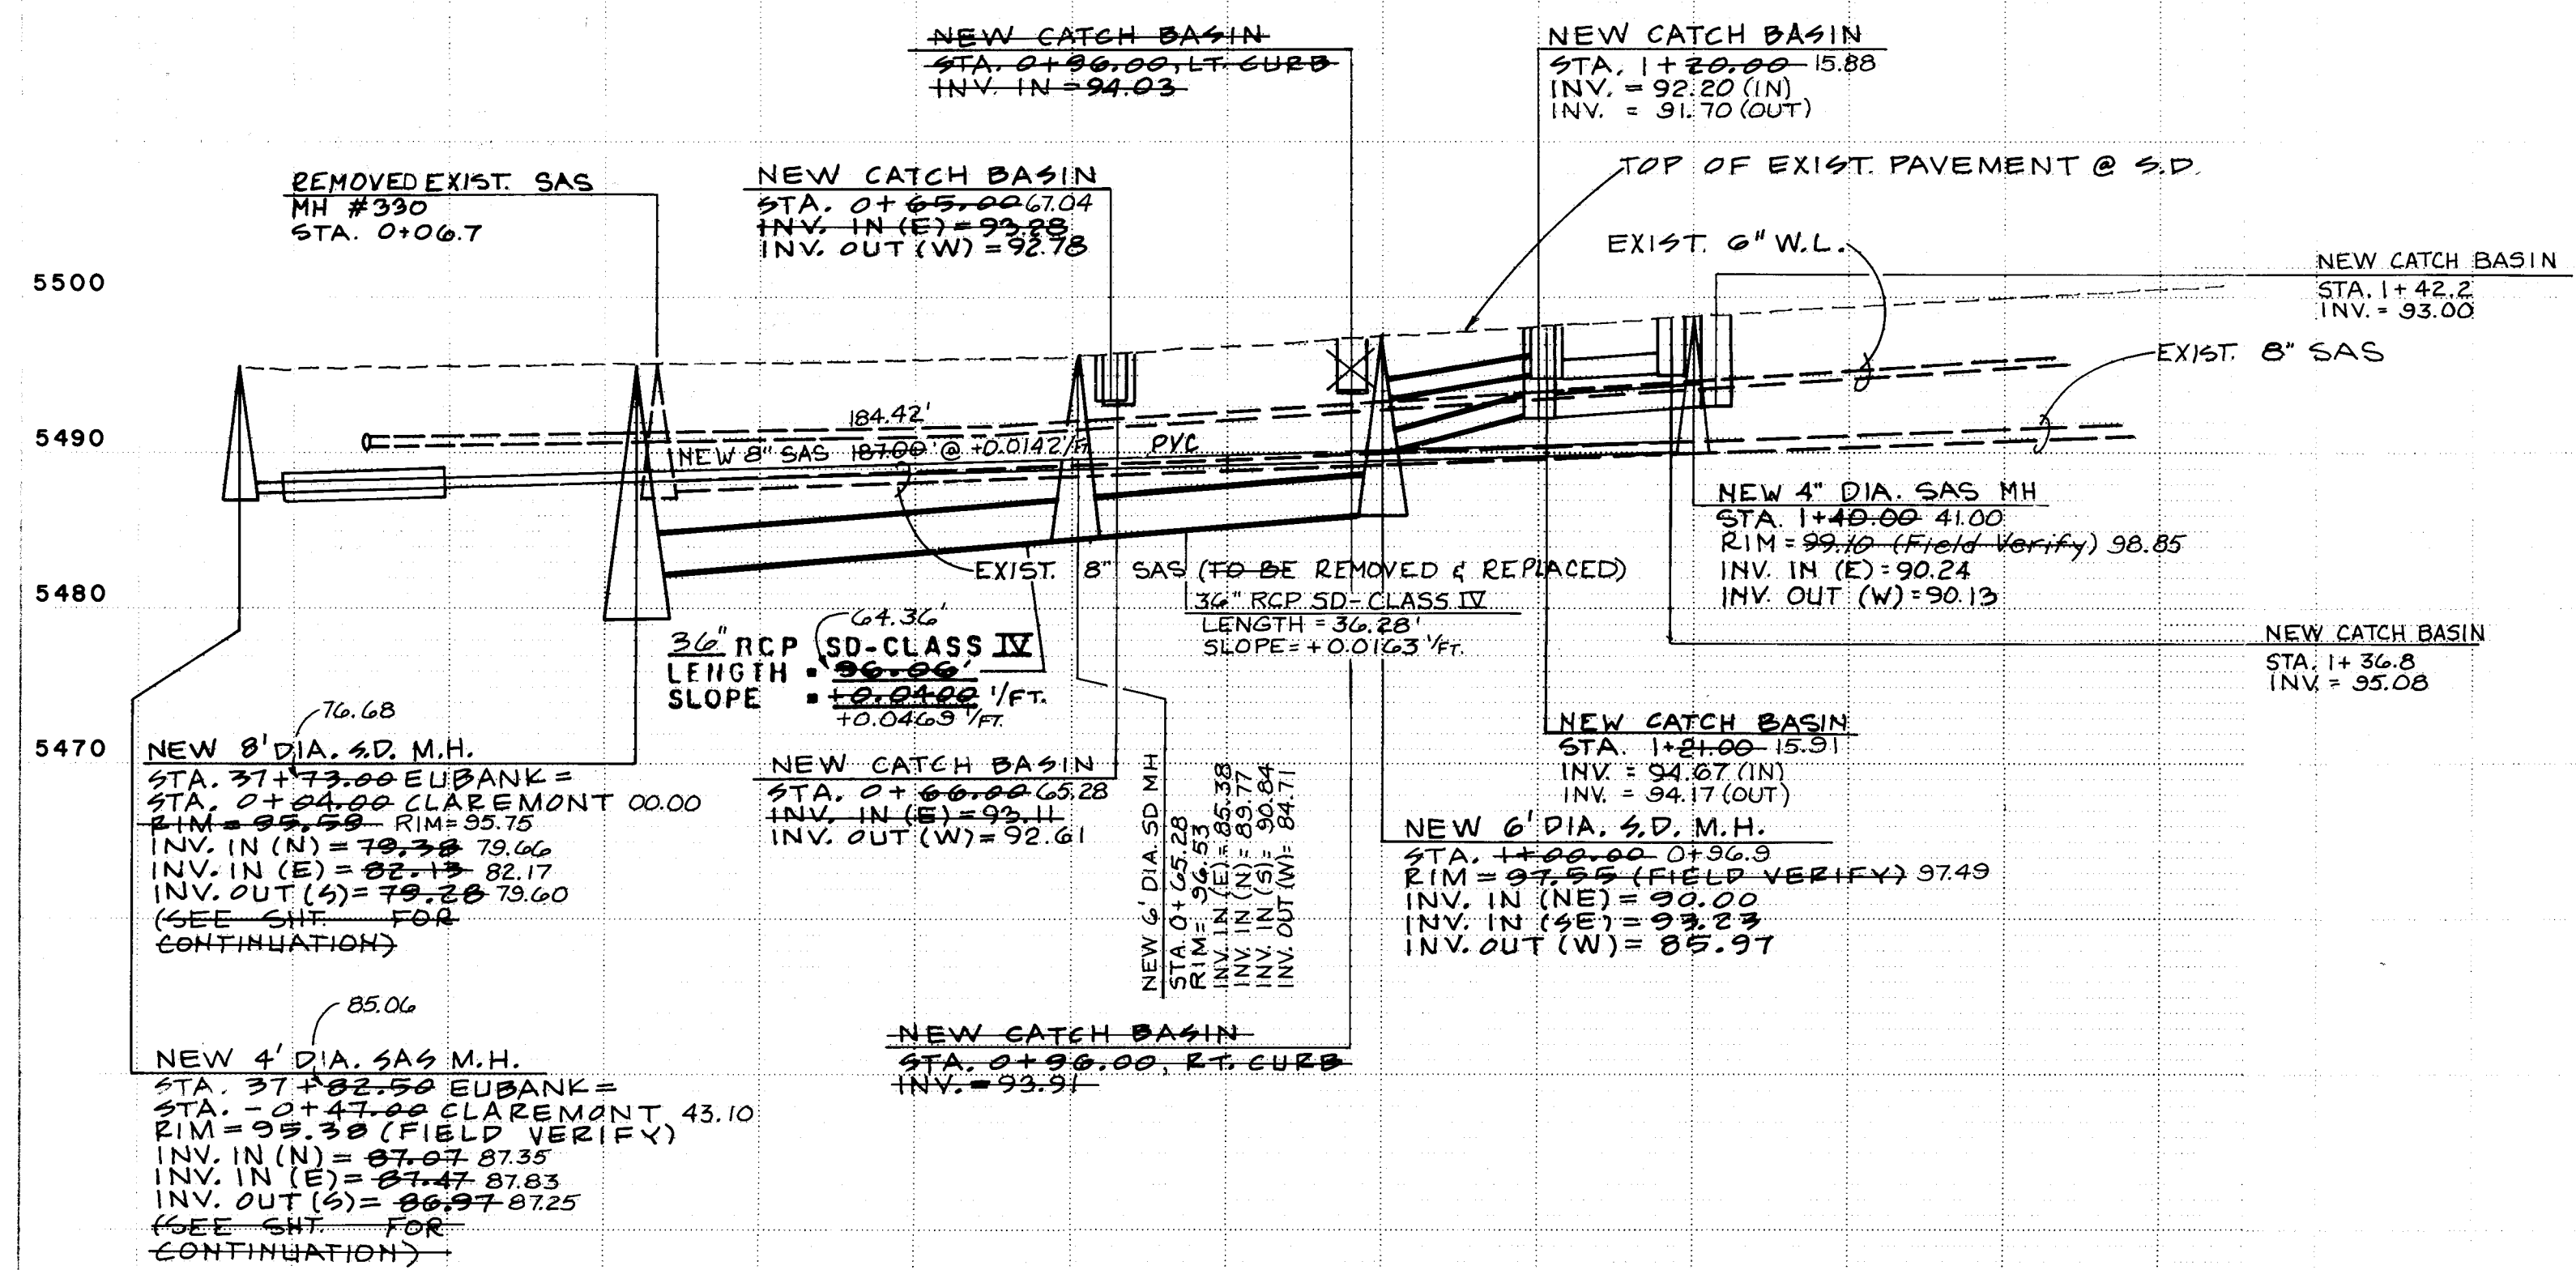 NEW CATCH BASIN
STA. 0+96.00, LT. CURB
INV. IN = 94.03
NEW CATCH BASIN
STA. 1+20.00 15.88
INV. = 92.20 (IN)
INV. = 91.70 (OUT)
REMOVED EXIST. SAS
MH #330
STA. 0+06.7
NEW CATCH BASIN
STA. 0+65.00 67.04
INV. IN (E) = 93.28
INV. OUT (W) = 92.78
TOP OF EXIST. PAVEMENT @ S.D.
EXIST. 6" W.L.
NEW CATCH BASIN
STA. 1+42.2
INV. = 93.00
EXIST. 8" SAS
5500
5490
5480
5470
184.42'
NEW 8" SAS 187.00' @ +0.0142'/FT PVC
EXIST. 8" SAS (TO BE REMOVED & REPLACED)
NEW 4" DIA. SAS MH
STA. 1+40.00 41.00
RIM = 99.10 (Field Verify) 98.85
INV. IN (E) = 90.24
INV. OUT (W) = 90.13
36" RCP SD-CLASS IV
LENGTH = 36.28'
SLOPE = +0.0163 '/FT.
64.36'
36" RCP SD-CLASS IV
LENGTH = 96.06'
SLOPE = +0.0400 '/FT.
+0.0469 '/FT.
NEW CATCH BASIN
STA. 1+36.8
INV. = 95.08
76.68
NEW 8' DIA. S.D. M.H.
STA. 37+73.00 EUBANK =
STA. 0+04.00 CLAREMONT 00.00
RIM = 95.59 RIM = 95.75
INV. IN (N) = 79.38 79.66
INV. IN (E) = 82.13 82.17
INV. OUT (S) = 79.28 79.60
(SEE SHT. FOR
CONTINUATION)
NEW CATCH BASIN
STA. 0+66.00 65.28
INV. IN (E) = 93.11
INV. OUT (W) = 92.61
NEW 6' DIA. SD MH
STA. 0+65.28
RIM = 96.53
INV. IN (E) = 85.38
INV. IN (N) = 89.77
INV. IN (S) = 90.84
INV. OUT (W) = 84.71
NEW CATCH BASIN
STA. 1+21.00 15.91
INV. = 94.67 (IN)
INV. = 94.17 (OUT)
NEW 6' DIA. S.D. M.H.
STA. 1+00.00 0+96.9
RIM = 97.55 (FIELD VERIFY) 97.49
INV. IN (NE) = 90.00
INV. IN (SE) = 93.23
INV. OUT (W) = 85.97
NEW CATCH BASIN
STA. 0+96.00, RT. CURB
INV. = 93.91
85.06
NEW 4' DIA. SAS M.H.
STA. 37+82.50 EUBANK =
STA. -0+47.00 CLAREMONT 43.10
RIM = 95.38 (FIELD VERIFY)
INV. IN (N) = 87.07 87.35
INV. IN (E) = 87.47 87.83
INV. OUT (S) = 86.97 87.25
(SEE SHT. FOR
CONTINUATION)